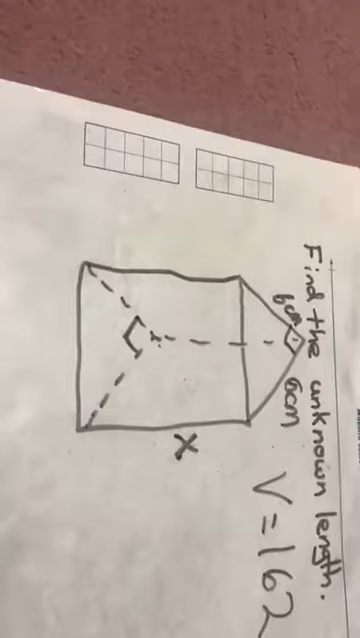 Find the unknown length.
6cm
6cm
V = 162
x